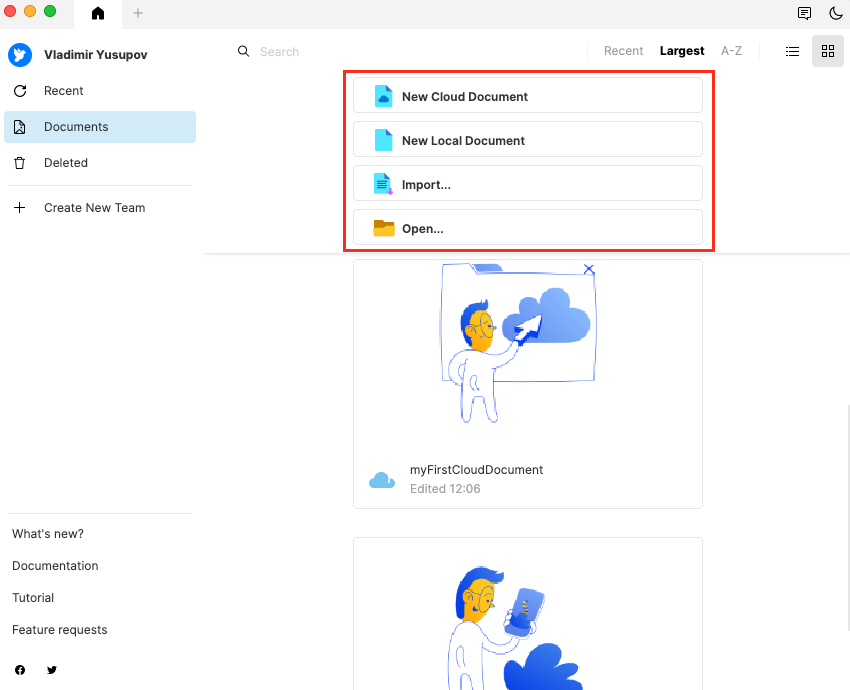 Vladimir Yusupov
Recent
Documents
Deleted
Create New Team
What's new?
Documentation
Tutorial
Feature requests
Search
Recent Largest A-Z
New Cloud Document
New Local Document
Import...
Open...
myFirstCloudDocument
Edited 12:06